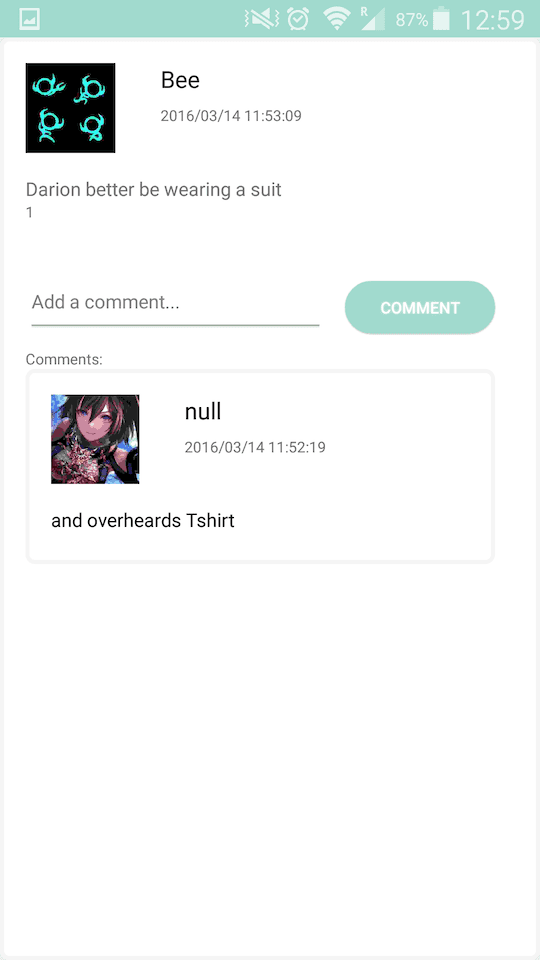 R 87% 12:59
Bee
2016/03/14 11:53:09
Darion better be wearing a suit
1
Add a comment...
COMMENT
Comments:
null
2016/03/14 11:52:19
and overheards Tshirt